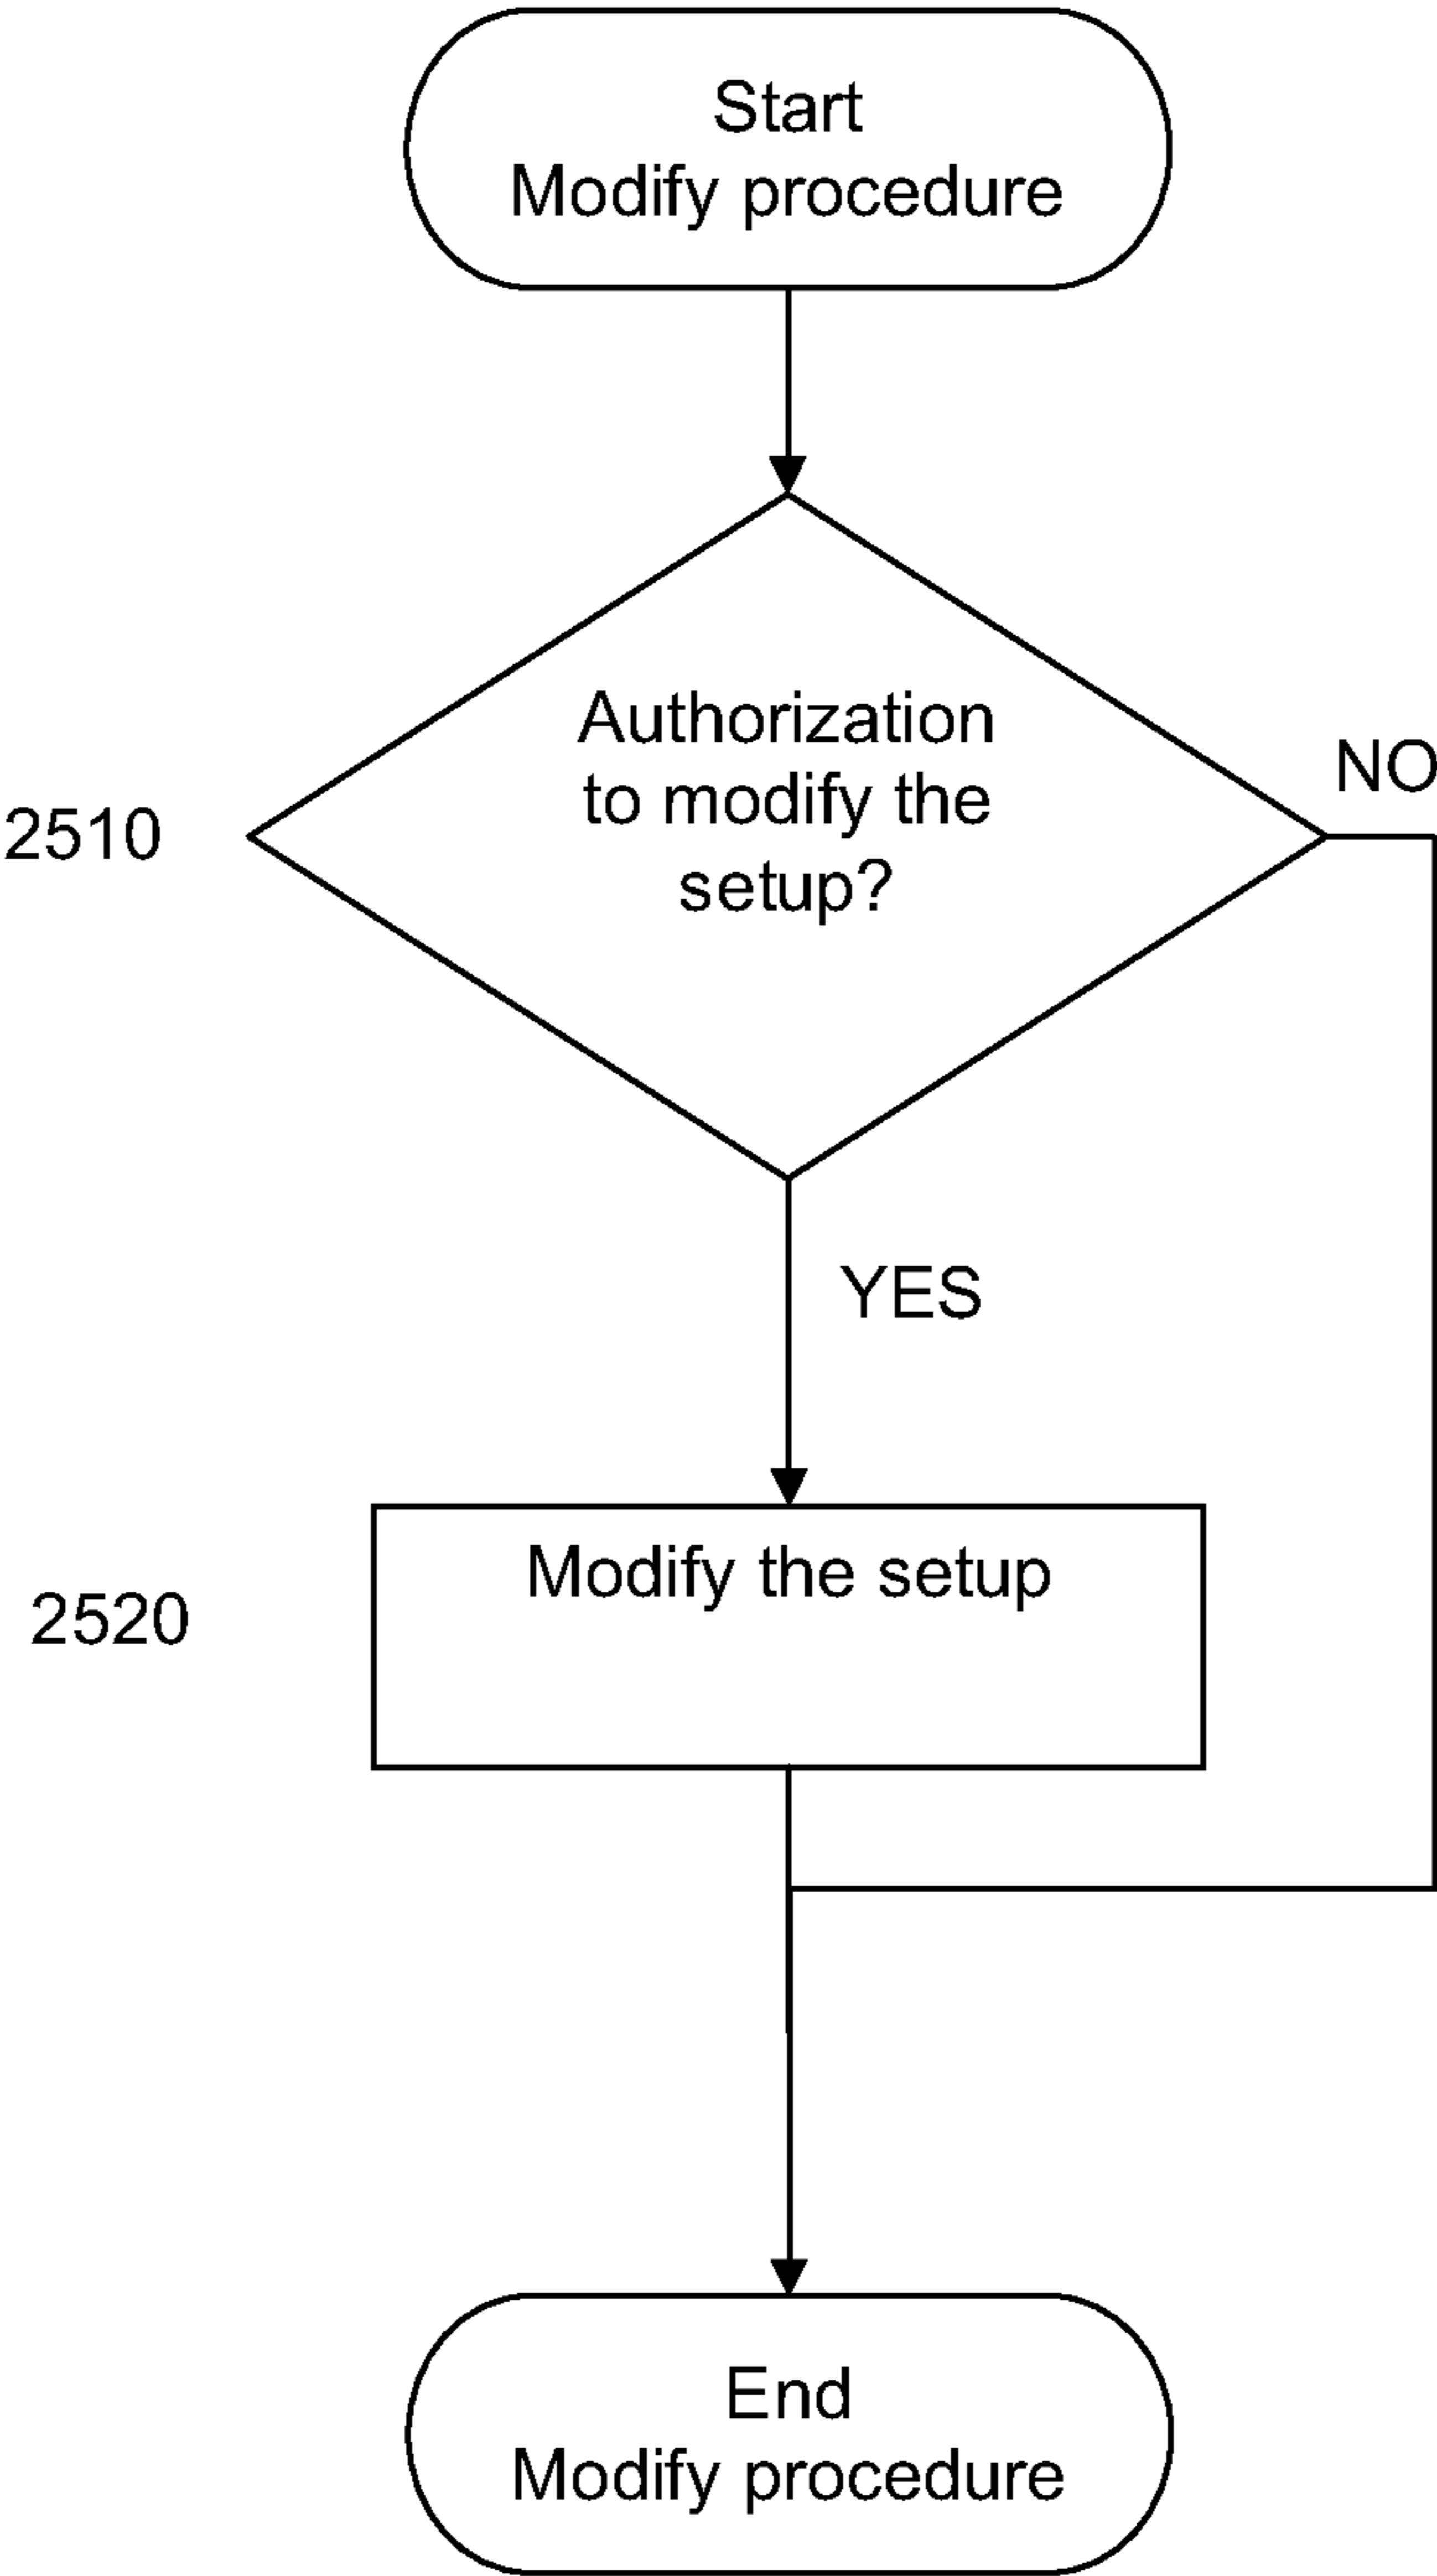 Start
Modify procedure
Authorization
to modify the
setup?
NO
2510
YES
Modify the setup
2520
End
Modify procedure